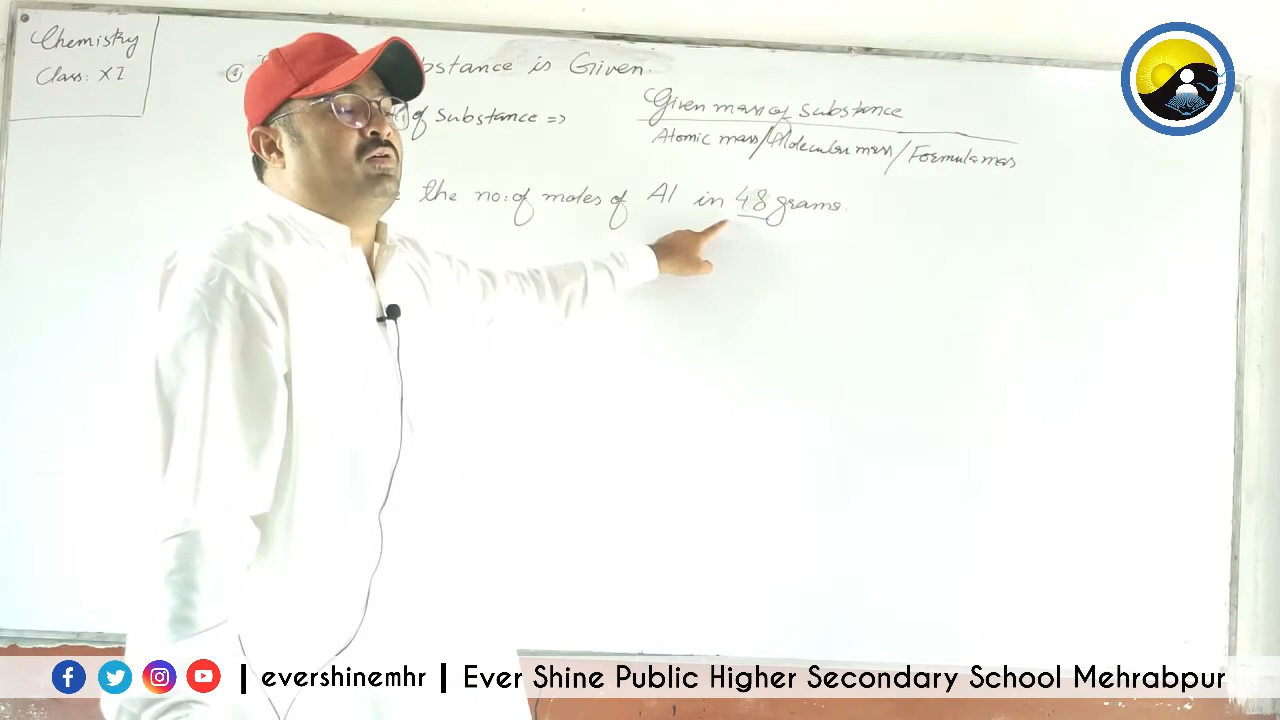 Chemistry
Class: XI
bstance is Given.
of substance => Given mass of substance
Atomic mass/Molecular mass/Formula mass
the no: of moles of Al in 48 grams.
| evershinemhr | Ever Shine Public Higher Secondary School Mehrabpur